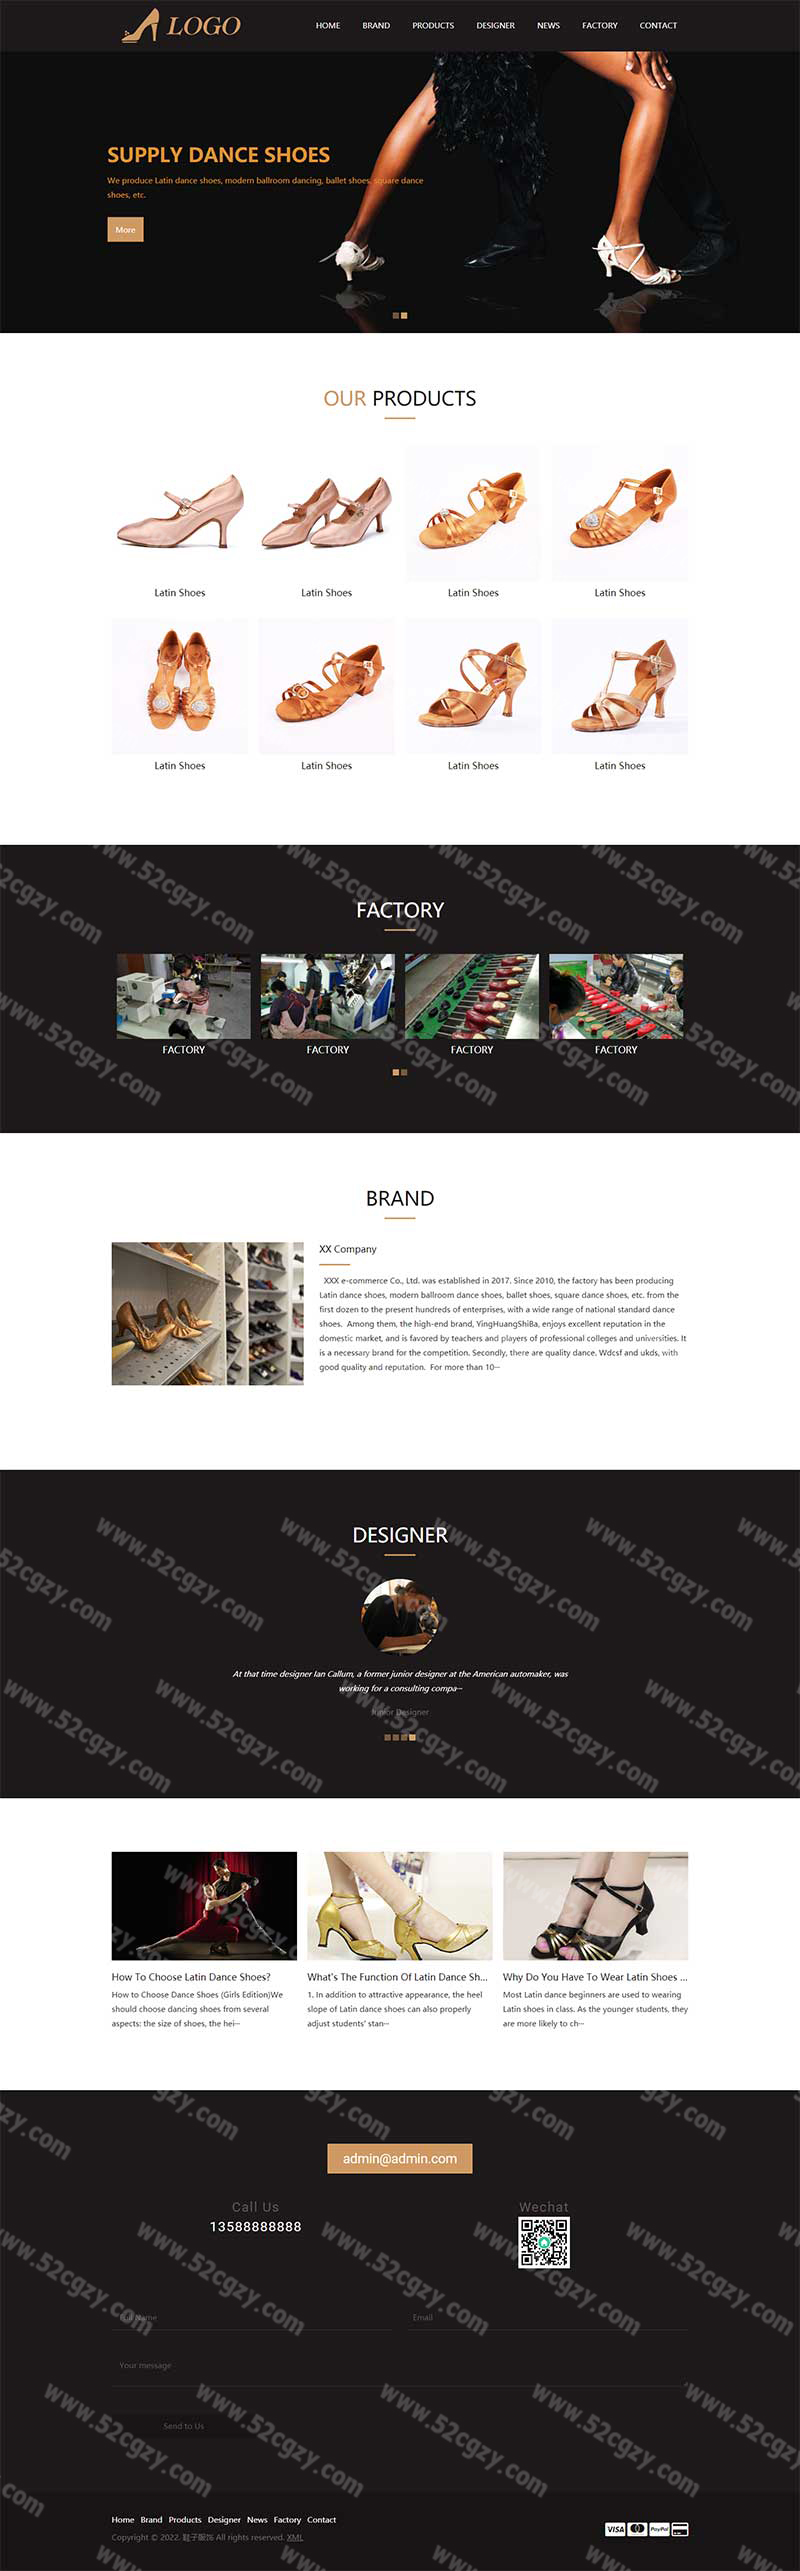 LOGO
HOME BRAND PRODUCTS DESIGNER NEWS FACTORY CONTACT
SUPPLY DANCE SHOES
We produce Latin dance shoes, modern ballroom dancing, ballet shoes, square dance
shoes, etc.
More
OUR PRODUCTS
Latin Shoes Latin Shoes Latin Shoes Latin Shoes
Latin Shoes Latin Shoes Latin Shoes Latin Shoes
FACTORY
FACTORY FACTORY FACTORY FACTORY
BRAND
XX Company
XXX e-commerce Co., Ltd. was established in 2017. Since 2010, the factory has been producing
Latin dance shoes, modern ballroom dance shoes, ballet shoes, square dance shoes, etc. from the
first dozen to the present hundreds of enterprises, with a wide range of national standard dance
shoes. Among them, the high-end brand, YingHuangShiBa, enjoys excellent reputation in the
domestic market, and is favored by teachers and players of professional colleges and universities. It
is a necessary brand for the competition. Secondly, there are quality dance, Wdcsf and ukds, with
good quality and reputation. For more than 10···
DESIGNER
At that time designer Ian Callum, a former junior designer at the American automaker, was
working for a consulting compa···
Junior Designer
How To Choose Latin Dance Shoes?
How to Choose Dance Shoes (Girls Edition)We
should choose dancing shoes from several
aspects: the size of shoes, the hei···
What's The Function Of Latin Dance Sh...
1. In addition to attractive appearance, the heel
slope of Latin dance shoes can also properly
adjust students' stan···
Why Do You Have To Wear Latin Shoes ...
Most Latin dance beginners are used to wearing
Latin shoes in class. As the younger students, they
are more likely to ch···
admin@admin.com
Call Us
13588888888
Wechat
Full Name
Email
Your message
Send to Us
Home Brand Products Designer News Factory Contact
Copyright © 2022. 鞋子服饰 All rights reserved. XML
VISA PayPal
www.52cgzy.com